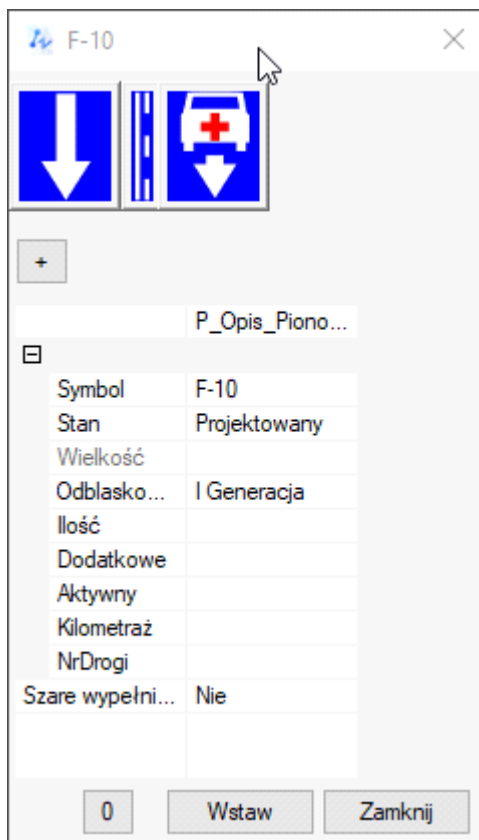 F-10
+
P_Opis_Piono...
Symbol F-10
Stan Projektowany
Wielkość
Odblasko... I Generacja
Ilość
Dodatkowe
Aktywny
Kilometraż
NrDrogi
Szare wypełni... Nie
0 Wstaw Zamknij